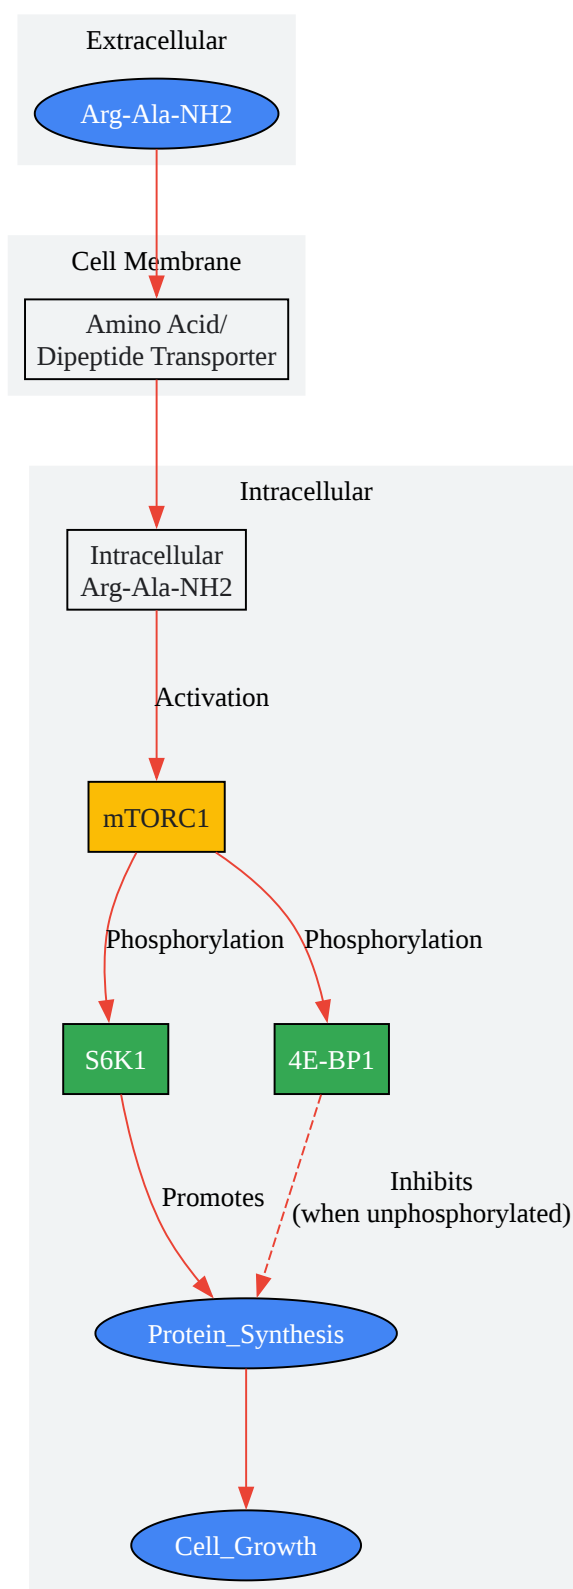 Extracellular
Arg-Ala-NH2
Cell Membrane
Amino Acid/
Dipeptide Transporter
Intracellular
Intracellular
Arg-Ala-NH2
Activation
mTORC1
Phosphorylation
Phosphorylation
S6K1
4E-BP1
Promotes
Inhibits
(when unphosphorylated)
Protein_Synthesis
Cell_Growth